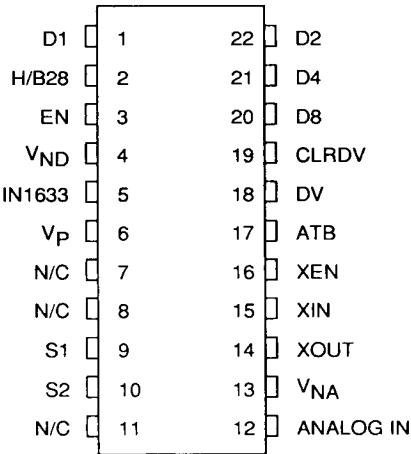 D1 1 22 D2
H/B28 2 21 D4
EN 3 20 D8
VND 4 19 CLRDV
IN1633 5 18 DV
VP 6 17 ATB
N/C 7 16 XEN
N/C 8 15 XIN
S1 9 14 XOUT
S2 10 13 VNA
N/C 11 12 ANALOG IN